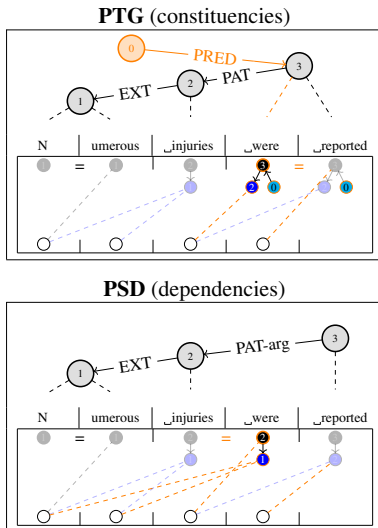 PTG (constituencies)
0
PRED
3
PAT
2
EXT
1
N umerous ␣injuries ␣were ␣reported
= 3 =
2 0 0
PSD (dependencies)
3
PAT-arg
2
EXT
1
N umerous ␣injuries ␣were ␣reported
= = 2
1